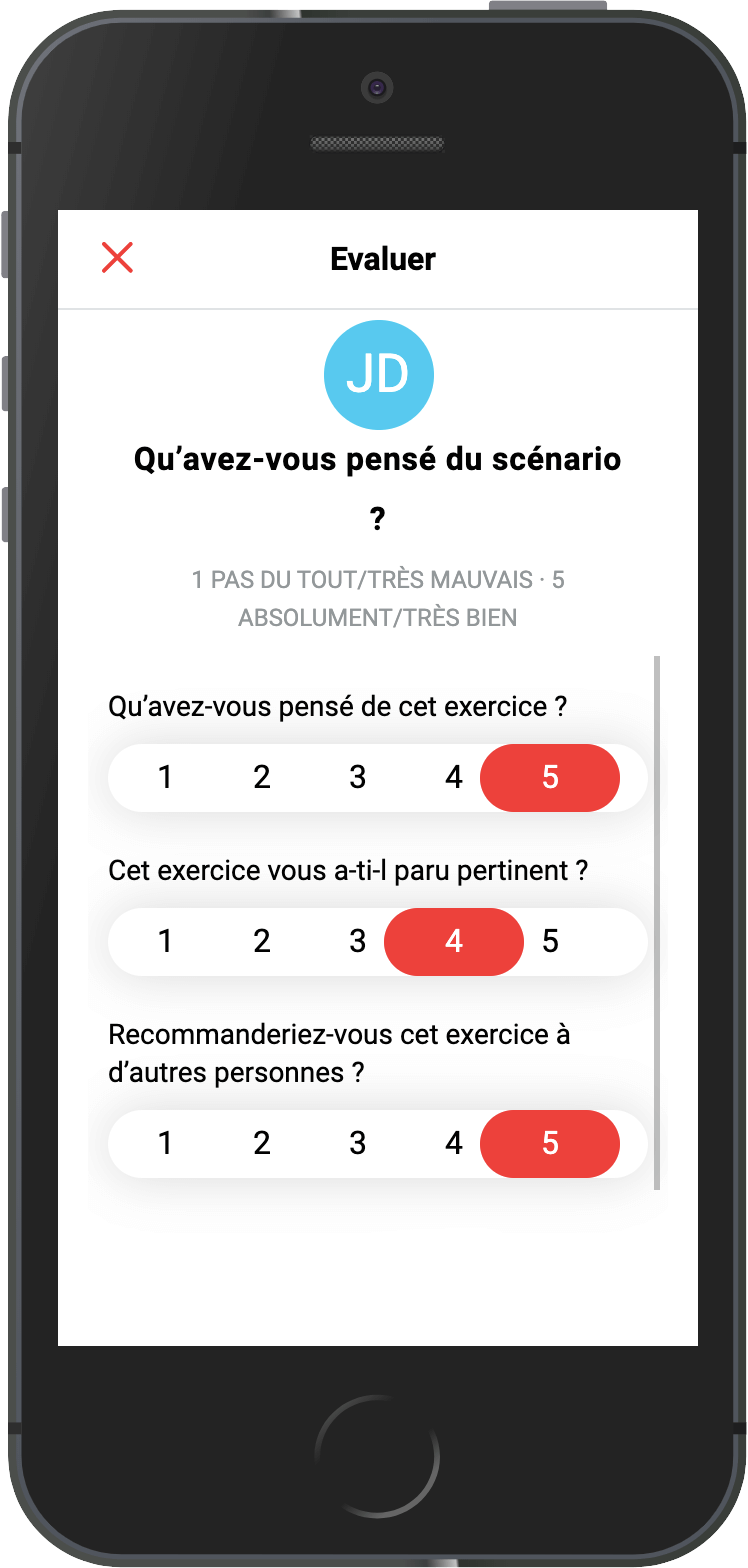 Evaluer
JD
Qu’avez-vous pensé du scénario
?
1 PAS DU TOUT/TRÈS MAUVAIS · 5
ABSOLUMENT/TRÈS BIEN
Qu’avez-vous pensé de cet exercice ?
1 2 3 4 5
Cet exercice vous a-ti-l paru pertinent ?
1 2 3 4 5
Recommanderiez-vous cet exercice à
d’autres personnes ?
1 2 3 4 5